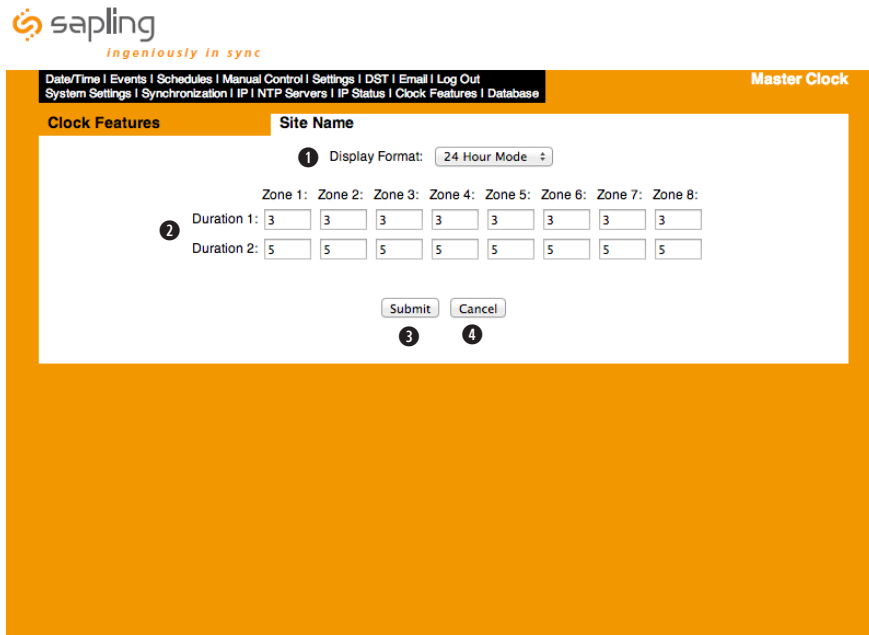 sapling
ingeniously in sync
Date/Time I Events I Schedules I Manual Control I Settings I DST I Email I Log Out
Master Clock
System Settings I Synchronization I IP I NTP Servers I IP Status I Clock Features I Database
Clock Features
Site Name
1 Display Format: 24 Hour Mode
Zone 1: Zone 2: Zone 3: Zone 4: Zone 5: Zone 6: Zone 7: Zone 8:
2
Duration 1: 3 3 3 3 3 3 3 3
Duration 2: 5 5 5 5 5 5 5 5
Submit Cancel
3 4